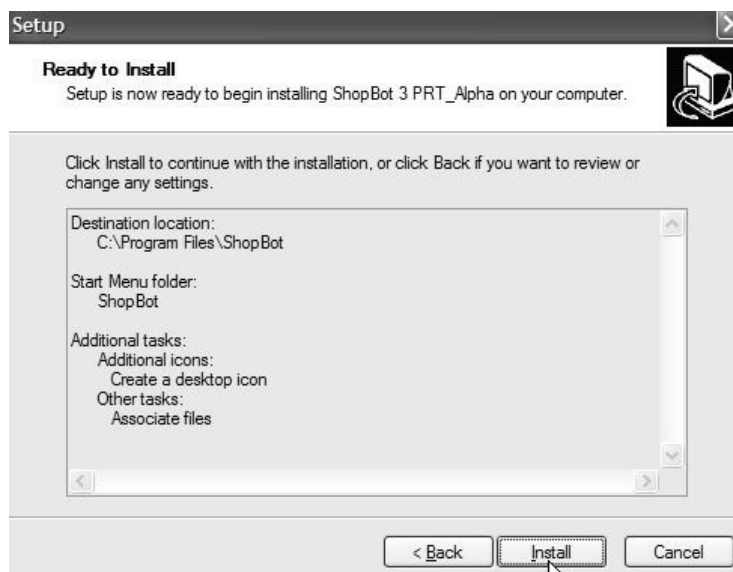 Setup
Ready to Install
Setup is now ready to begin installing ShopBot 3 PRT_Alpha on your computer.
Click Install to continue with the installation, or click Back if you want to review or
change any settings.
Destination location:
C:\Program Files\ShopBot
Start Menu folder:
ShopBot
Additional tasks:
Additional icons:
Create a desktop icon
Other tasks:
Associate files
< Back
Install
Cancel